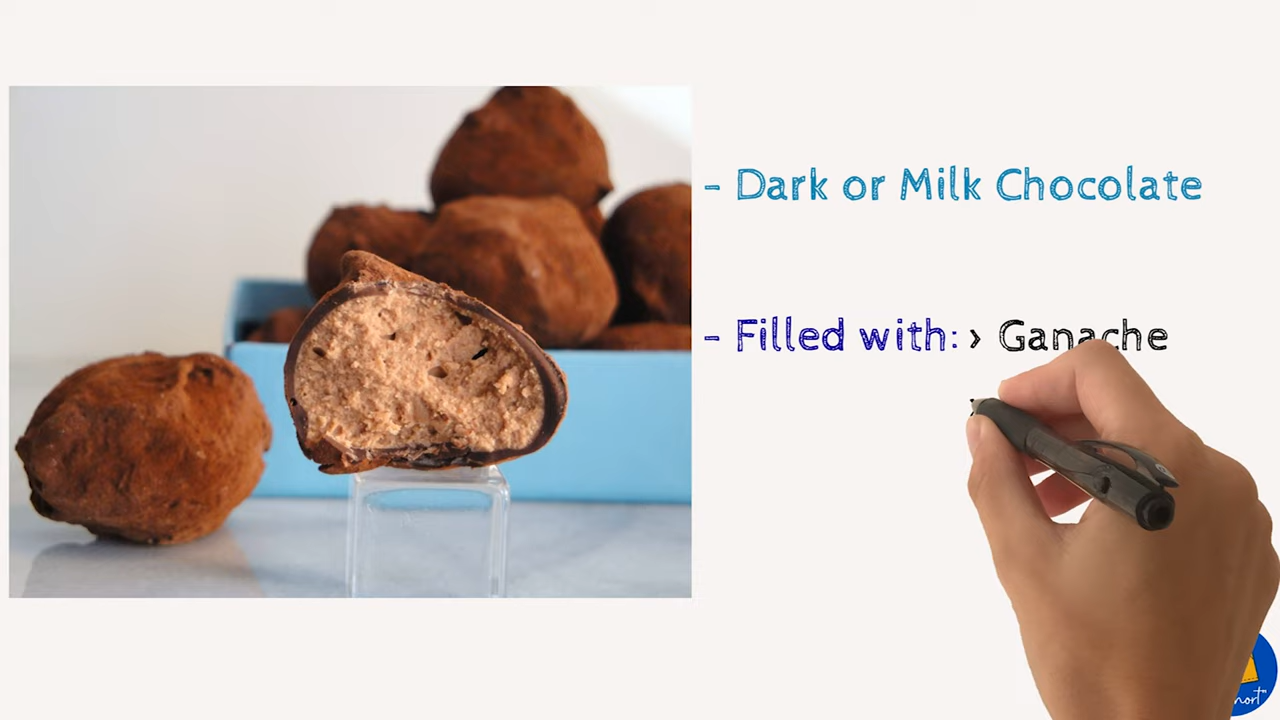 - Dark or Milk Chocolate
- Filled with: › Ganache